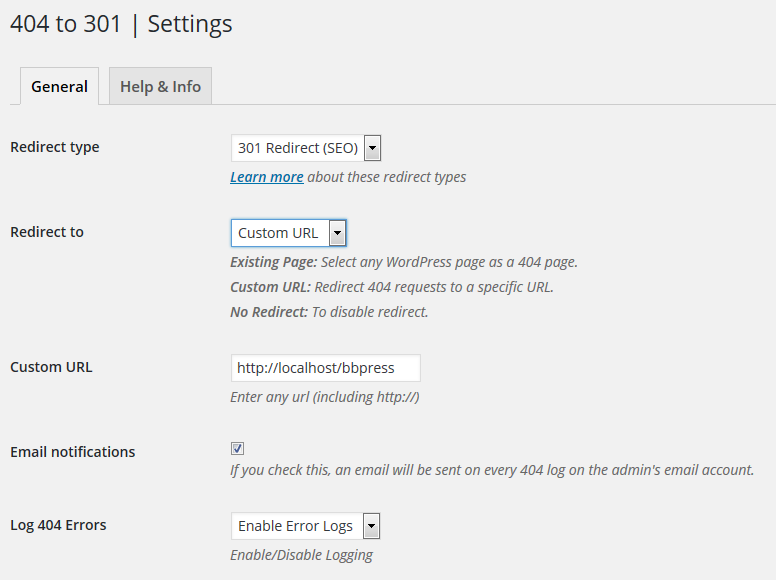 404 to 301 | Settings
General
Help & Info
Redirect type
301 Redirect (SEO)
Learn more about these redirect types
Redirect to
Custom URL
Existing Page: Select any WordPress page as a 404 page.
Custom URL: Redirect 404 requests to a specific URL.
No Redirect: To disable redirect.
Custom URL
http://localhost/bbpress
Enter any url (including http://)
Email notifications
If you check this, an email will be sent on every 404 log on the admin's email account.
Log 404 Errors
Enable Error Logs
Enable/Disable Logging